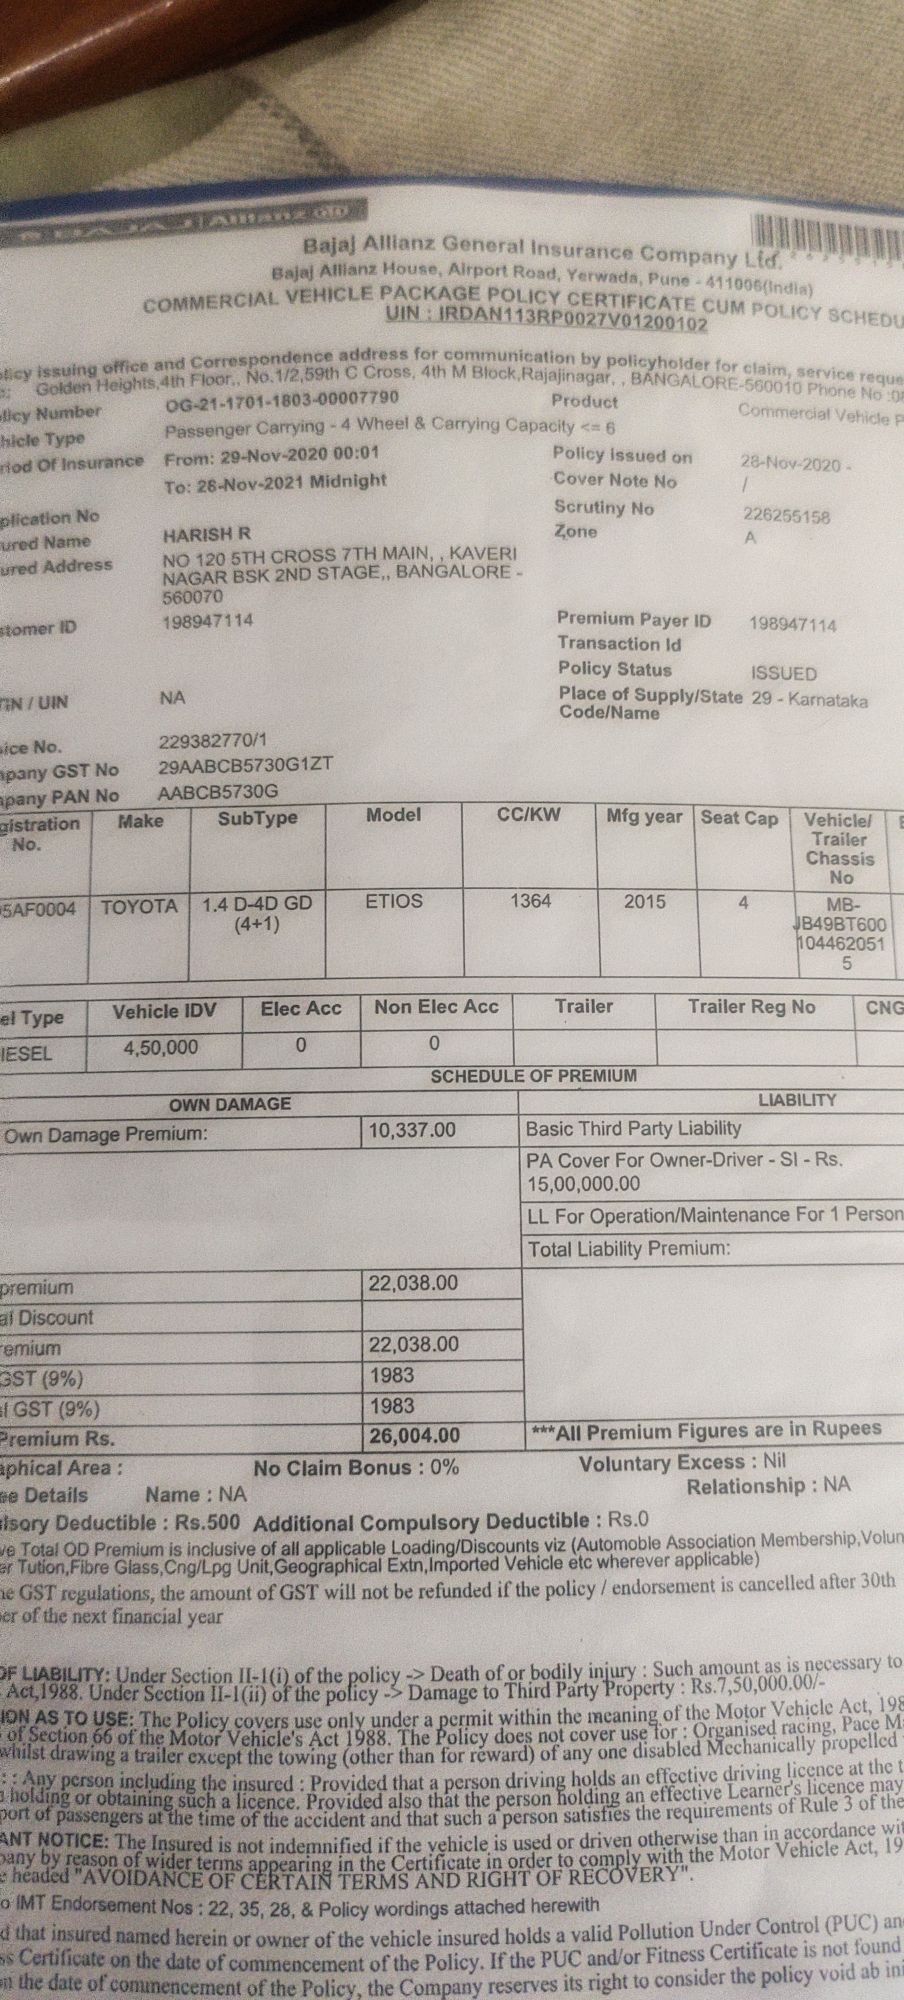 BAJAJ Allianz
Bajaj Allianz General Insurance Company Ltd.
Bajaj Allianz House, Airport Road, Yerwada, Pune - 411006(India)
COMMERCIAL VEHICLE PACKAGE POLICY CERTIFICATE CUM POLICY SCHEDU
UIN : IRDAN113RP0027V01200102
licy issuing office and Correspondence address for communication by policyholder for claim, service reque
Golden Heights,4th Floor,, No.1/2,59th C Cross, 4th M Block,Rajajinagar, , BANGALORE-560010 Phone No :0
licy Number OG-21-1701-1803-00007790 Product Commercial Vehicle P
hicle Type Passenger Carrying - 4 Wheel & Carrying Capacity <= 6
riod Of Insurance From: 29-Nov-2020 00:01 Policy issued on 28-Nov-2020 -
To: 28-Nov-2021 Midnight Cover Note No /
plication No Scrutiny No 226255158
ured Name HARISH R Zone A
ured Address NO 120 5TH CROSS 7TH MAIN, , KAVERI
NAGAR BSK 2ND STAGE,, BANGALORE -
560070
stomer ID 198947114 Premium Payer ID 198947114
Transaction Id
Policy Status ISSUED
TIN / UIN NA Place of Supply/State 29 - Karnataka
Code/Name
oice No. 229382770/1
mpany GST No 29AABCB5730G1ZT
mpany PAN No AABCB5730G
gistration Make SubType Model CC/KW Mfg year Seat Cap Vehicle/
No. Trailer
Chassis
No
5AF0004 TOYOTA 1.4 D-4D GD ETIOS 1364 2015 4 MB-
(4+1) JB49BT600
104462051
5
el Type Vehicle IDV Elec Acc Non Elec Acc Trailer Trailer Reg No CNG
IESEL 4,50,000 0 0
SCHEDULE OF PREMIUM
OWN DAMAGE LIABILITY
Own Damage Premium: 10,337.00 Basic Third Party Liability
PA Cover For Owner-Driver - SI - Rs.
15,00,000.00
LL For Operation/Maintenance For 1 Person
Total Liability Premium:
premium 22,038.00
al Discount
remium 22,038.00
GST (9%) 1983
l GST (9%) 1983
Premium Rs. 26,004.00 ***All Premium Figures are in Rupees
aphical Area : No Claim Bonus : 0% Voluntary Excess : Nil
ee Details Name : NA Relationship : NA
lsory Deductible : Rs.500 Additional Compulsory Deductible : Rs.0
ve Total OD Premium is inclusive of all applicable Loading/Discounts viz (Automoble Association Membership,Volun
er Tution,Fibre Glass,Cng/Lpg Unit,Geographical Extn,Imported Vehicle etc wherever applicable)
he GST regulations, the amount of GST will not be refunded if the policy / endorsement is cancelled after 30th
ber of the next financial year
OF LIABILITY: Under Section II-1(i) of the policy -> Death of or bodily injury : Such amount as is necessary to
Act,1988. Under Section II-1(ii) of the policy -> Damage to Third Party Property : Rs.7,50,000.00/-
ION AS TO USE: The Policy covers use only under a permit within the meaning of the Motor Vehicle Act, 198
of Section 66 of the Motor Vehicle's Act 1988. The Policy does not cover use for : Organised racing, Pace M
whilst drawing a trailer except the towing (other than for reward) of any one disabled Mechanically propelled
: : Any person including the insured : Provided that a person driving holds an effective driving licence at the t
holding or obtaining such a licence. Provided also that the person holding an effective Learner's licence may
port of passengers at the time of the accident and that such a person satisfies the requirements of Rule 3 of the
ANT NOTICE: The Insured is not indemnified if the vehicle is used or driven otherwise than in accordance wit
pany by reason of wider terms appearing in the Certificate in order to comply with the Motor Vehicle Act, 19
e headed "AVOIDANCE OF CERTAIN TERMS AND RIGHT OF RECOVERY".
o IMT Endorsement Nos : 22, 35, 28, & Policy wordings attached herewith
d that insured named herein or owner of the vehicle insured holds a valid Pollution Under Control (PUC) an
ss Certificate on the date of commencement of the Policy. If the PUC and/or Fitness Certificate is not found
on the date of commencement of the Policy, the Company reserves its right to consider the policy void ab ini